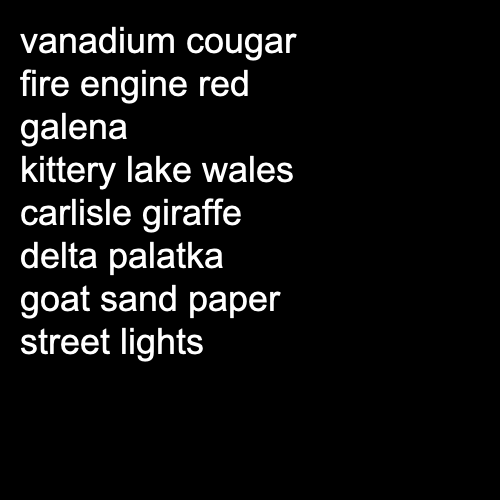 vanadium cougar
fire engine red
galena
kittery lake wales
carlisle giraffe
delta palatka
goat sand paper
street lights